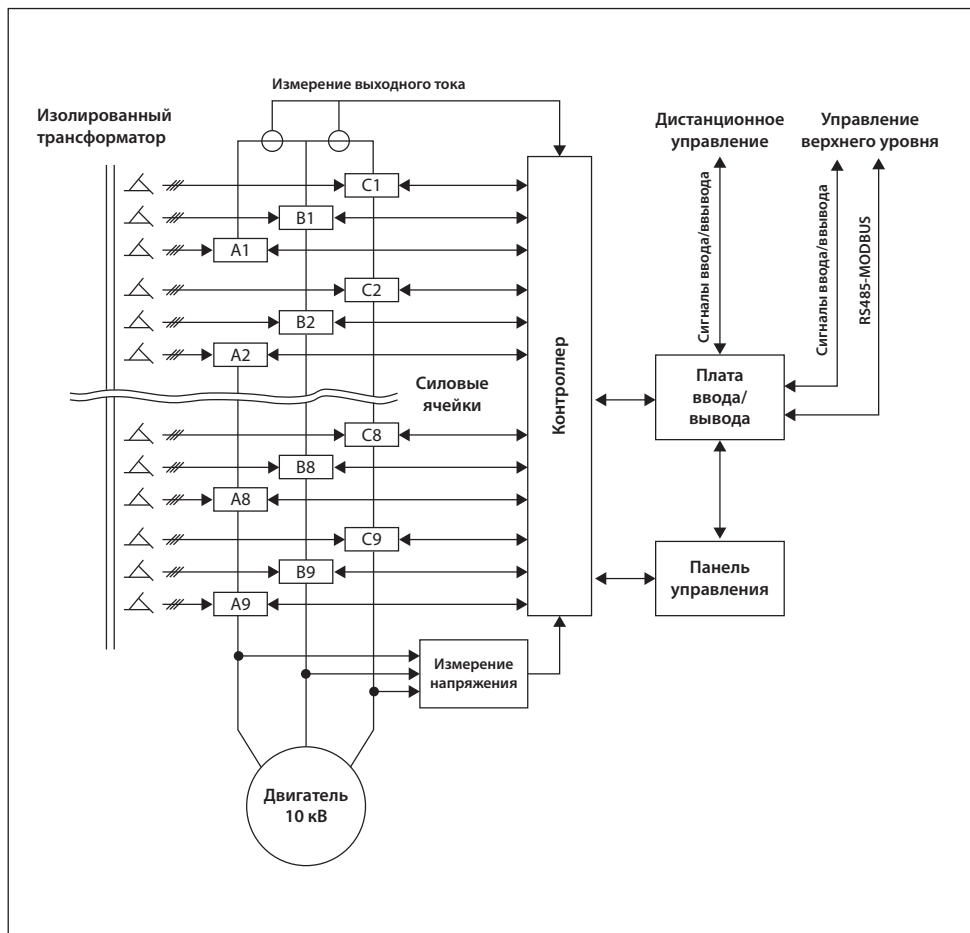 Измерение выходного тока
Изолированный
трансформатор
Дистанционное
управление
Управление
верхнего уровня
C1
B1
A1
C2
B2
A2
Силовые
ячейки
C8
B8
A8
C9
B9
A9
Контроллер
Сигналы ввода/ввывода
Сигналы ввода/ввывода
RS485-MODBUS
Плата
ввода/
вывода
Панель
управления
Измерение
напряжения
Двигатель
10 кВ